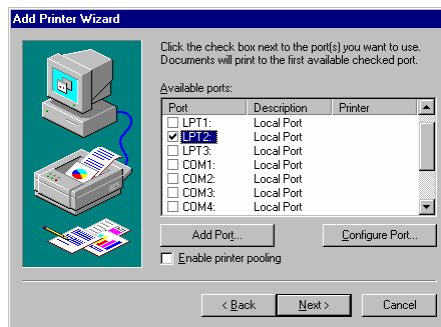 Add Printer Wizard
Click the check box next to the port(s) you want to use.
Documents will print to the first available checked port.
Available ports:
Port Description Printer
LPT1: Local Port
LPT2: Local Port
LPT3: Local Port
COM1: Local Port
COM2: Local Port
COM3: Local Port
COM4: Local Port
Add Port... Configure Port...
Enable printer pooling
< Back Next > Cancel